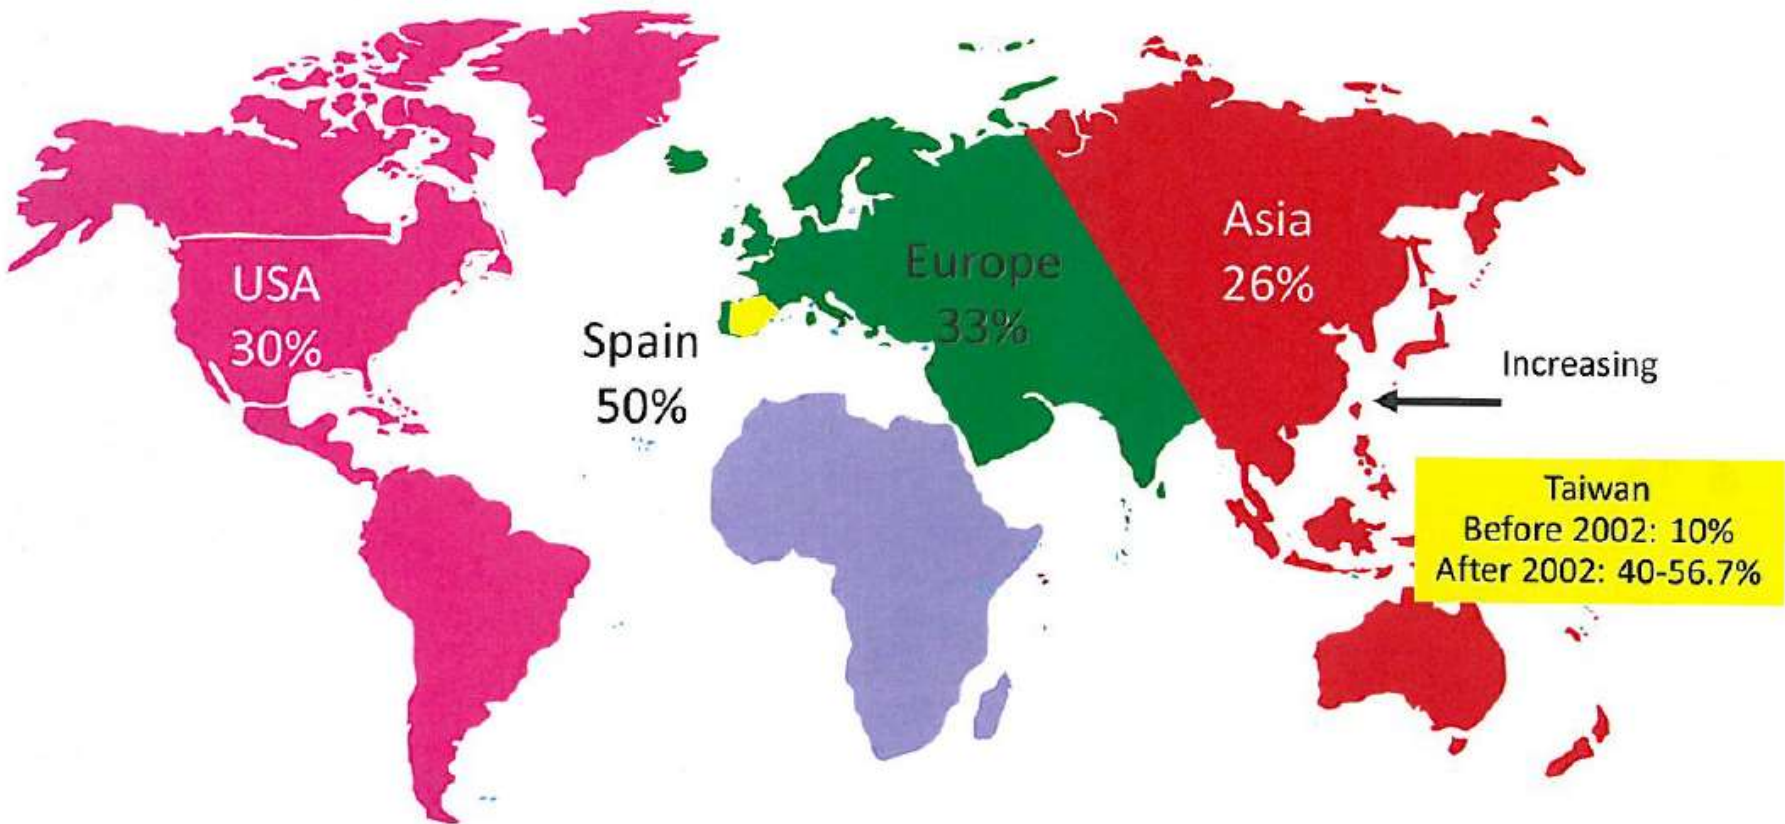 USA
30%
Spain
50%
Europe
33%
Asia
26%
Increasing
Taiwan
Before 2002: 10%
After 2002: 40-56.7%